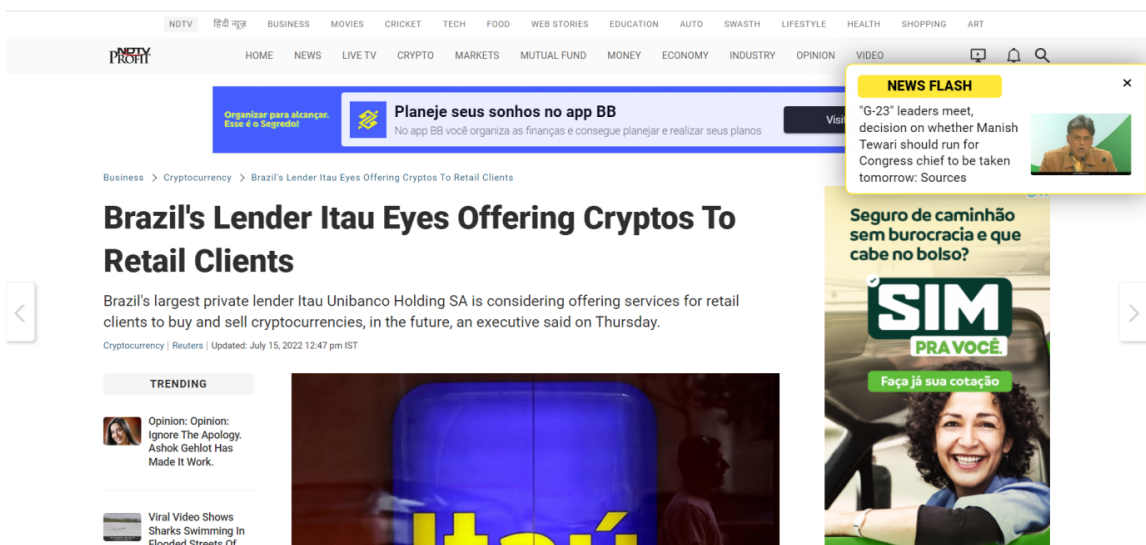 NDTV हिंदी न्यूज़ BUSINESS MOVIES CRICKET TECH FOOD WEB STORIES EDUCATION AUTO SWASTH LIFESTYLE HEALTH SHOPPING ART
NDTV
PROFIT
HOME NEWS LIVE TV CRYPTO MARKETS MUTUAL FUND MONEY ECONOMY INDUSTRY OPINION VIDEO
NEWS FLASH
"G-23" leaders meet,
decision on whether Manish
Tewari should run for
Congress chief to be taken
tomorrow: Sources
Organizar para alcançar.
Esse é o Segredo!
Planeje seus sonhos no app BB
No app BB você organiza as finanças e consegue planejar e realizar seus planos
Visit
Business > Cryptocurrency > Brazil's Lender Itau Eyes Offering Cryptos To Retail Clients
Brazil's Lender Itau Eyes Offering Cryptos To
Retail Clients
Brazil's largest private lender Itau Unibanco Holding SA is considering offering services for retail
clients to buy and sell cryptocurrencies, in the future, an executive said on Thursday.
Cryptocurrency | Reuters | Updated: July 15, 2022 12:47 pm IST
TRENDING
Opinion: Opinion:
Ignore The Apology.
Ashok Gehlot Has
Made It Work.
Viral Video Shows
Sharks Swimming In
Flooded Streets Of
Itaú
Seguro de caminhão
sem burocracia e que
cabe no bolso?
SIM
PRA VOCÊ.
Faça já sua cotação